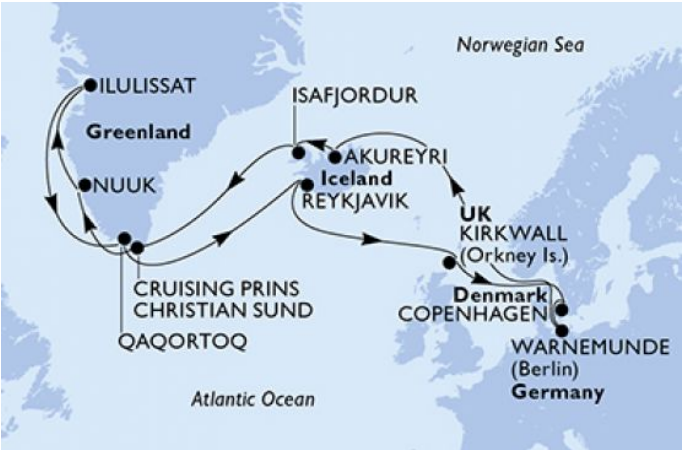 Norwegian Sea
ILULISSAT
ISAFJORDUR
Greenland
AKUREYRI
Iceland
NUUK
REYKJAVIK
UK
KIRKWALL
(Orkney Is.)
CRUISING PRINS
CHRISTIAN SUND
Denmark
COPENHAGEN
QAQORTOQ
WARNEMUNDE
(Berlin)
Germany
Atlantic Ocean